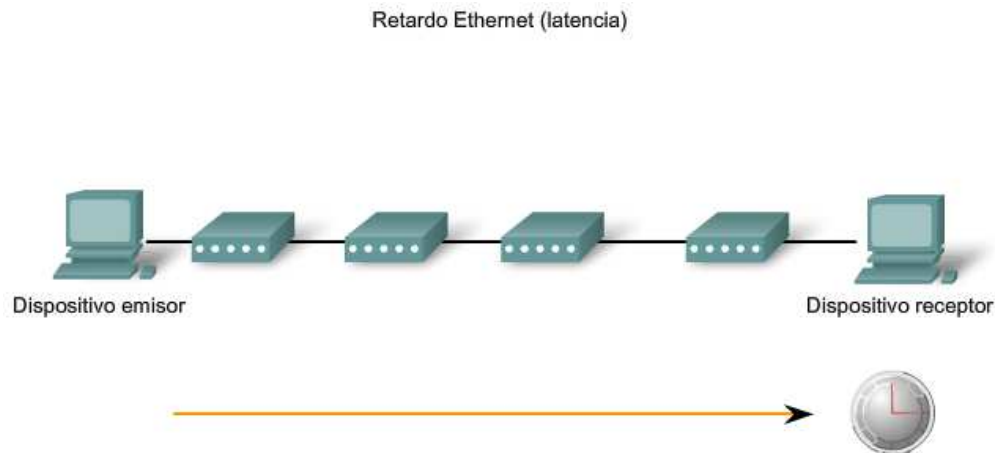 Retardo Ethernet (latencia)
Dispositivo emisor
Dispositivo receptor